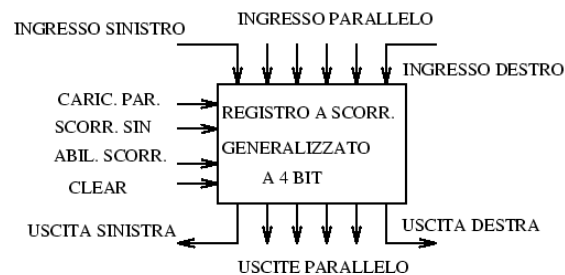 INGRESSO PARALLELO
INGRESSO SINISTRO
INGRESSO DESTRO
CARIC. PAR.
REGISTRO A SCORR.
SCORR. SIN
GENERALIZZATO
ABIL. SCORR.
A 4 BIT
CLEAR
USCITA SINISTRA
USCITA DESTRA
USCITE PARALLELO